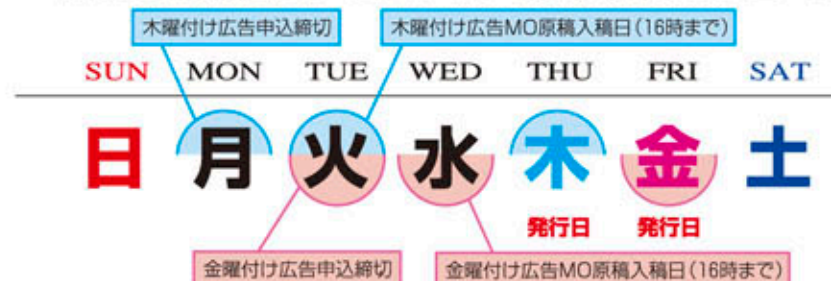 木曜付け広告申込締切 木曜付け広告MO原稿入稿日(16時まで)
SUN MON TUE WED THU FRI SAT
日 月 火 水 木 金 土
発行日 発行日
金曜付け広告申込締切 金曜付け広告MO原稿入稿日(16時まで)